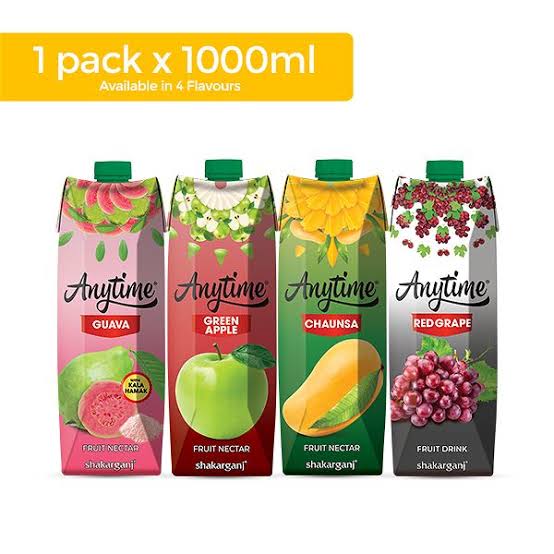 1 pack x 1000ml
Available in 4 Flavours
Anytime®
GUAVA
WITH
KALA
NAMAK
FRUIT NECTAR
shakarganj
Anytime®
GREEN
APPLE
FRUIT NECTAR
shakarganj
Anytime®
CHAUNSA
FRUIT NECTAR
shakarganj
Anytime®
RED GRAPE
FRUIT DRINK
shakarganj